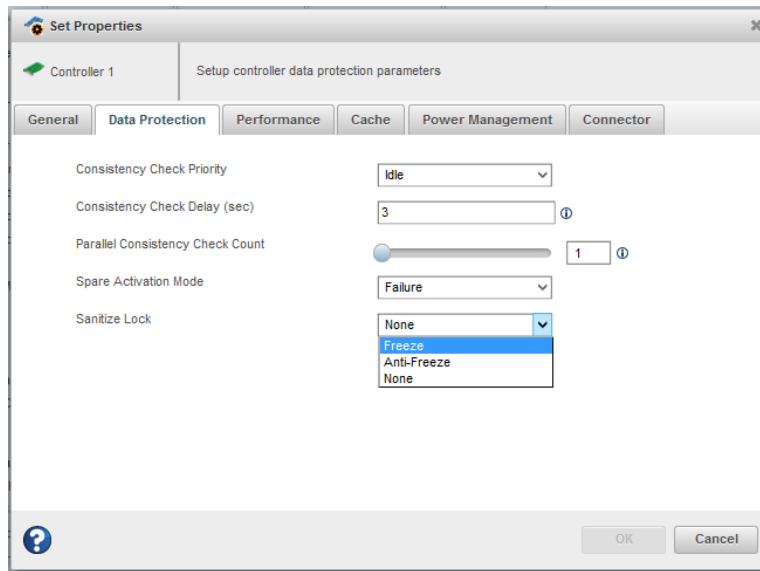 Set Properties
Controller 1
Setup controller data protection parameters
General Data Protection Performance Cache Power Management Connector
Consistency Check Priority Idle
Consistency Check Delay (sec) 3
Parallel Consistency Check Count 1
Spare Activation Mode Failure
Sanitize Lock None
Freeze
Anti-Freeze
None
OK Cancel